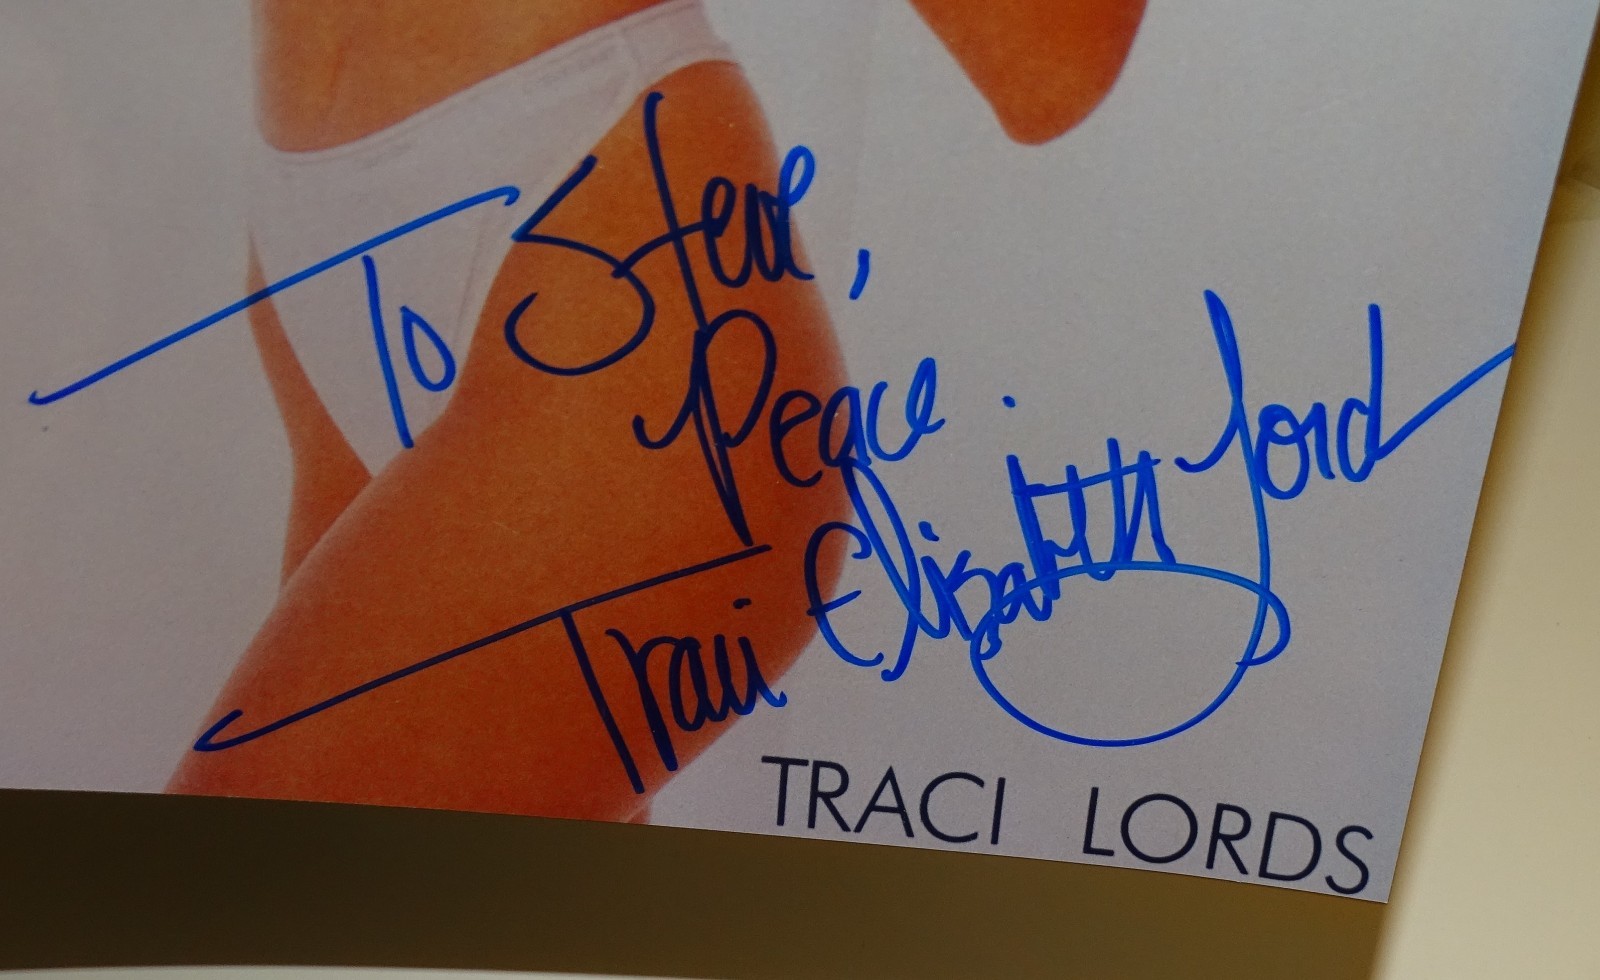 To Steve,
Peace
Traci Elizabeth Lord
TRACI LORDS